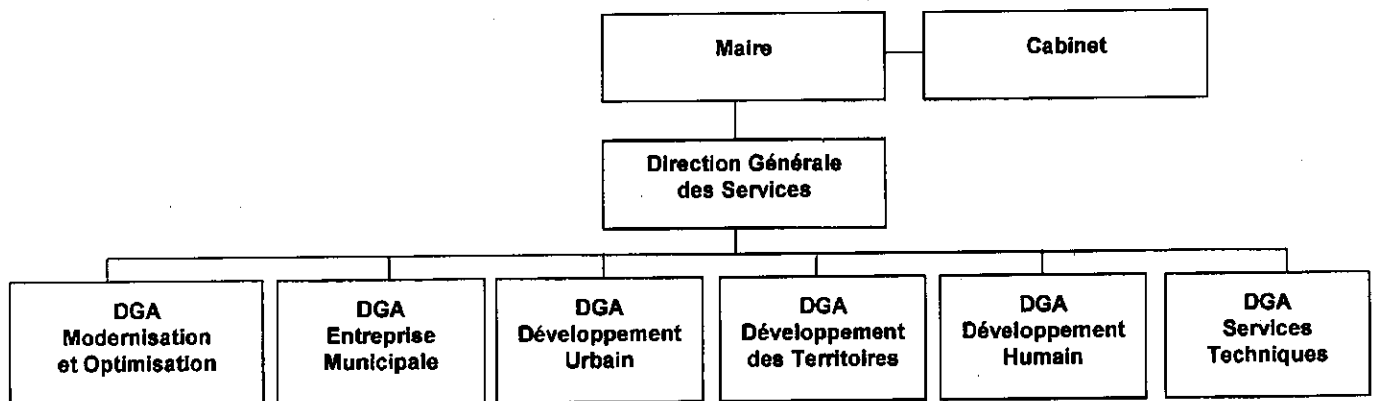 Maire
Cabinet
Direction Générale
des Services
DGA
Modernisation
et Optimisation
DGA
Entreprise
Municipale
DGA
Développement
Urbain
DGA
Développement
des Territoires
DGA
Développement
Humain
DGA
Services
Techniques